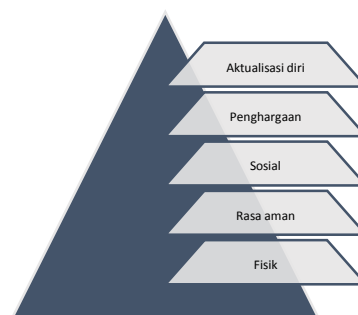 Aktualisasi diri
Penghargaan
Sosial
Rasa aman
Fisik